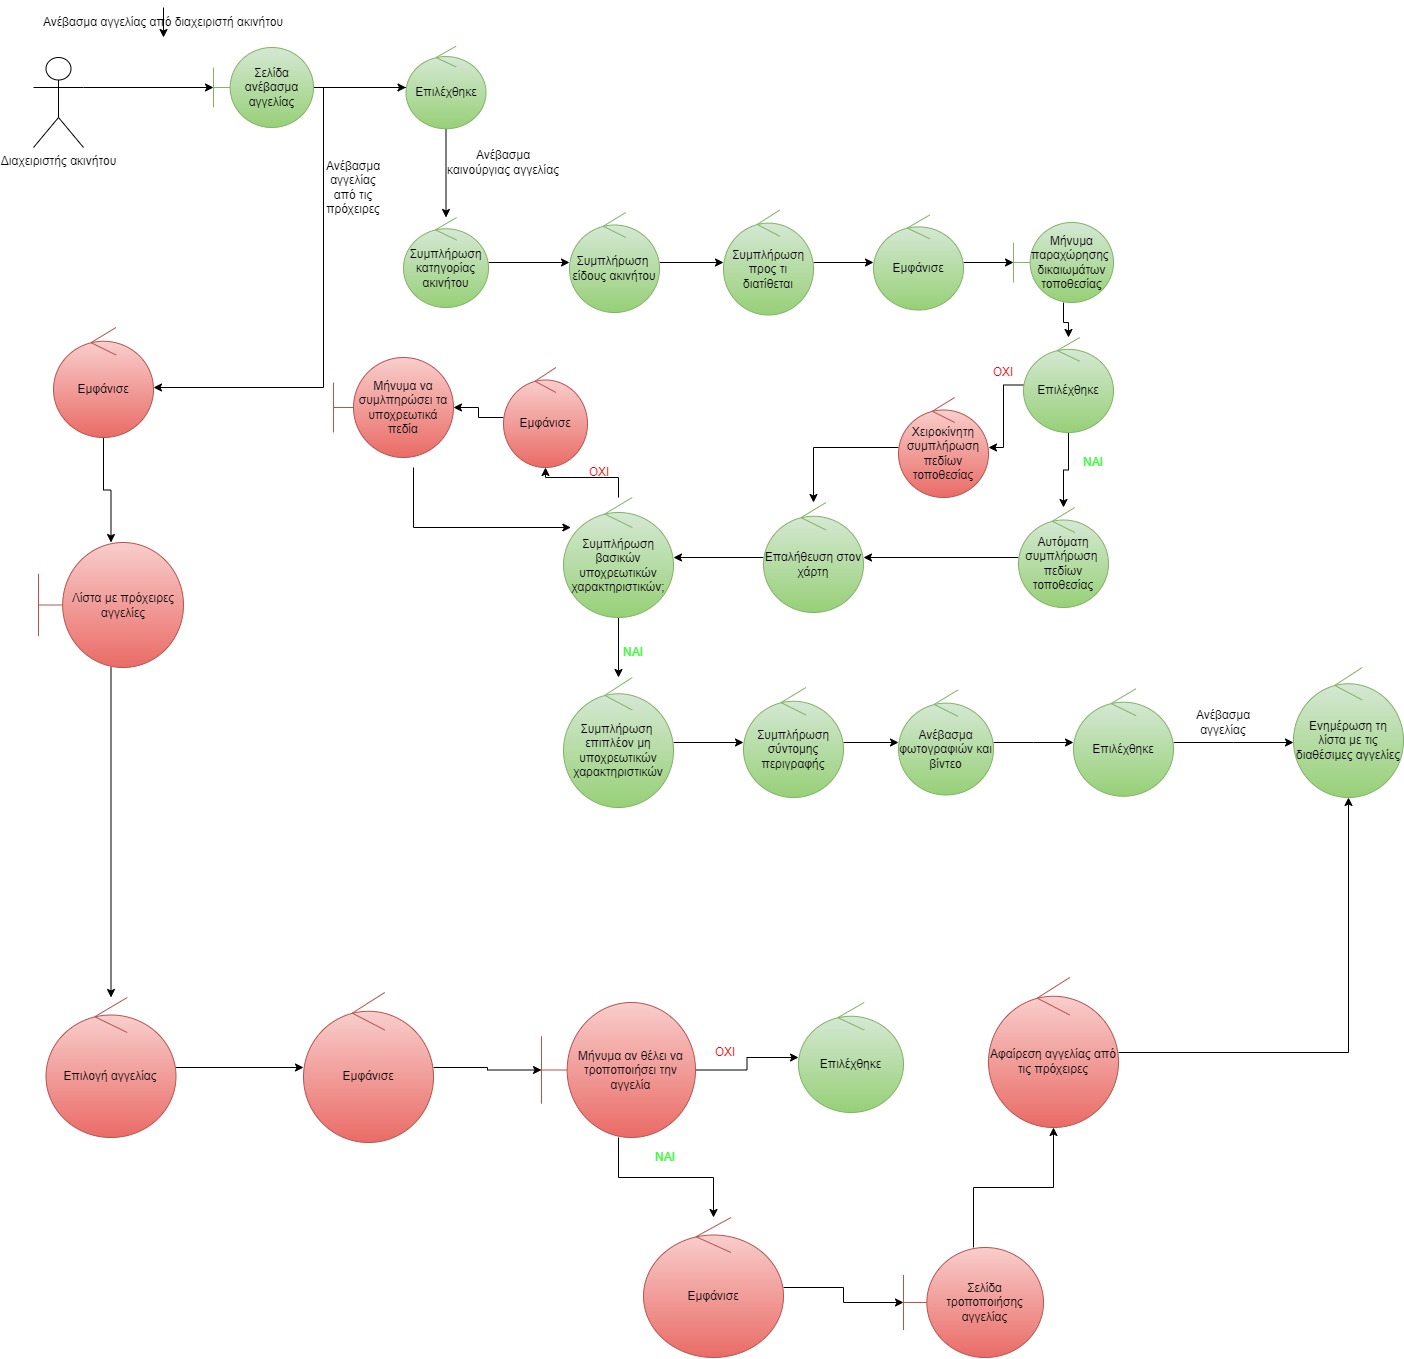 Ανέβασμα αγγελίας από διαχειριστή ακινήτου
Διαχειριστής ακινήτου
Σελίδα
ανέβασμα
αγγελίας
Επιλέχθηκε
Ανέβασμα
αγγελίας
από τις
πρόχειρες
Ανέβασμα
καινούργιας αγγελίας
Συμπλήρωση
κατηγορίας
ακινήτου
Συμπλήρωση
είδους ακινήτου
Συμπλήρωση
προς τι
διατίθεται
Εμφάνισε
Μήνυμα
παραχώρησης
δικαιωμάτων
τοποθεσίας
Εμφάνισε
Μήνυμα να
συμλπηρώσει τα
υποχρεωτικά
πεδία
Εμφάνισε
ΟΧΙ
Επιλέχθηκε
Χειροκίνητη
συμπλήρωση
πεδίων
τοποθεσίας
ΝΑΙ
ΟΧΙ
Συμπλήρωση
βασικών
υποχρεωτικών
χαρακτηριστικών;
Επαλήθευση στον
χάρτη
Αυτόματη
συμπλήρωση
πεδίων
τοποθεσίας
Λίστα με πρόχειρες
αγγελίες
ΝΑΙ
Συμπλήρωση
επιπλέον μη
υποχρεωτικών
χαρακτηριστικών
Συμπλήρωση
σύντομης
περιγραφής
Ανέβασμα
φωτογραφιών και
βίντεο
Επιλέχθηκε
Ανέβασμα
αγγελίας
Ενημέρωση τη
λίστα με τις
διαθέσιμες αγγελίες
Επιλογή αγγελίας
Εμφάνισε
Μήνυμα αν θέλει να
τροποποιήσει την
αγγελία
ΟΧΙ
Επιλέχθηκε
Αφαίρεση αγγελίας από
τις πρόχειρες
ΝΑΙ
Εμφάνισε
Σελίδα
τροποποίησης
αγγελίας